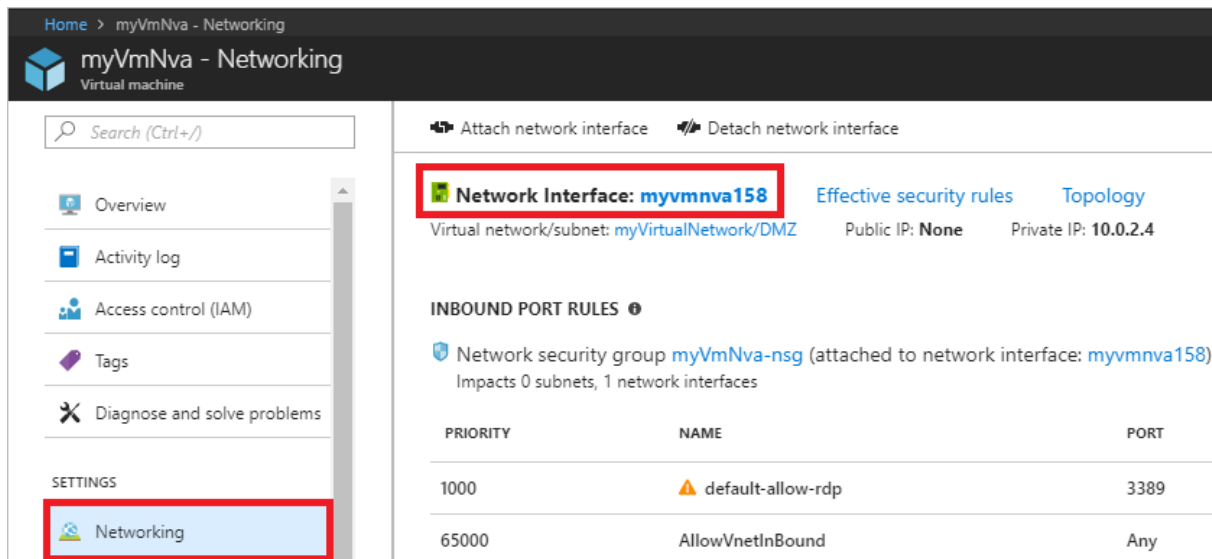 Home > myVmNva - Networking
myVmNva - Networking
Virtual machine
Search (Ctrl+/)
Overview
Activity log
Access control (IAM)
Tags
Diagnose and solve problems
SETTINGS
Networking
Attach network interface Detach network interface
Network Interface: myvmnva158 Effective security rules Topology
Virtual network/subnet: myVirtualNetwork/DMZ Public IP: None Private IP: 10.0.2.4
INBOUND PORT RULES
Network security group myVmNva-nsg (attached to network interface: myvmnva158)
Impacts 0 subnets, 1 network interfaces
PRIORITY NAME PORT
1000 default-allow-rdp 3389
65000 AllowVnetInBound Any